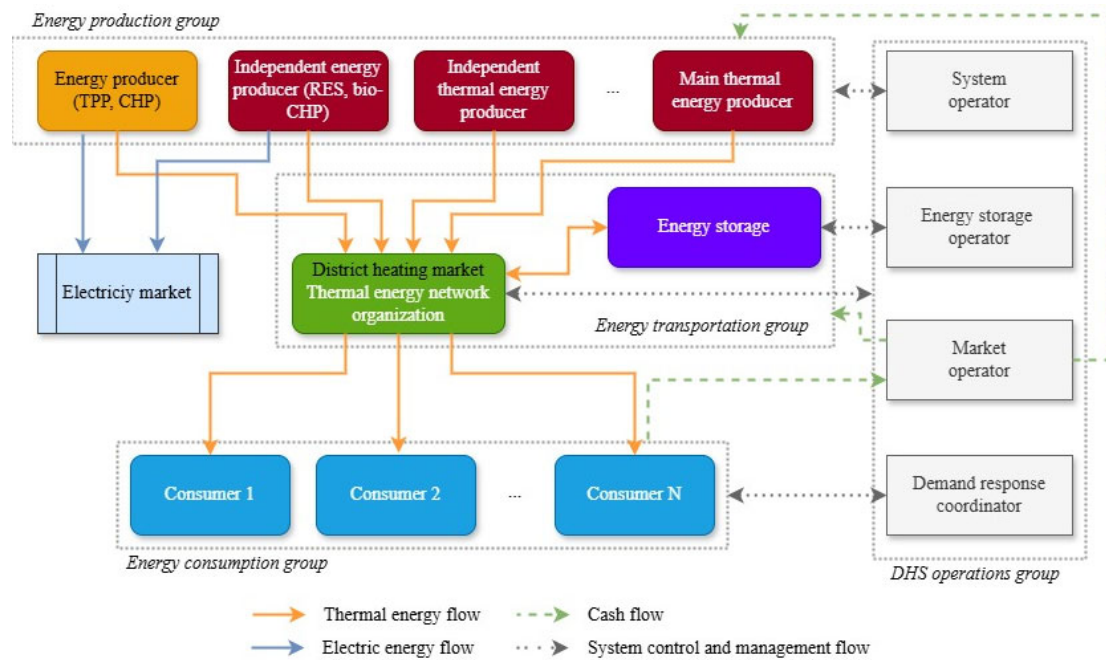 Energy production group
Energy producer
(TPP, CHP)
Independent energy
producer (RES, bio-
CHP)
Independent
thermal energy
producer
...
Main thermal
energy producer
System
operator
Energy storage
Energy storage
operator
Electriciy market
District heating market
Thermal energy network
organization
Energy transportation group
Market
operator
Consumer 1
Consumer 2
...
Consumer N
Demand response
coordinator
Energy consumption group
DHS operations group
Thermal energy flow
Cash flow
Electric energy flow
System control and management flow